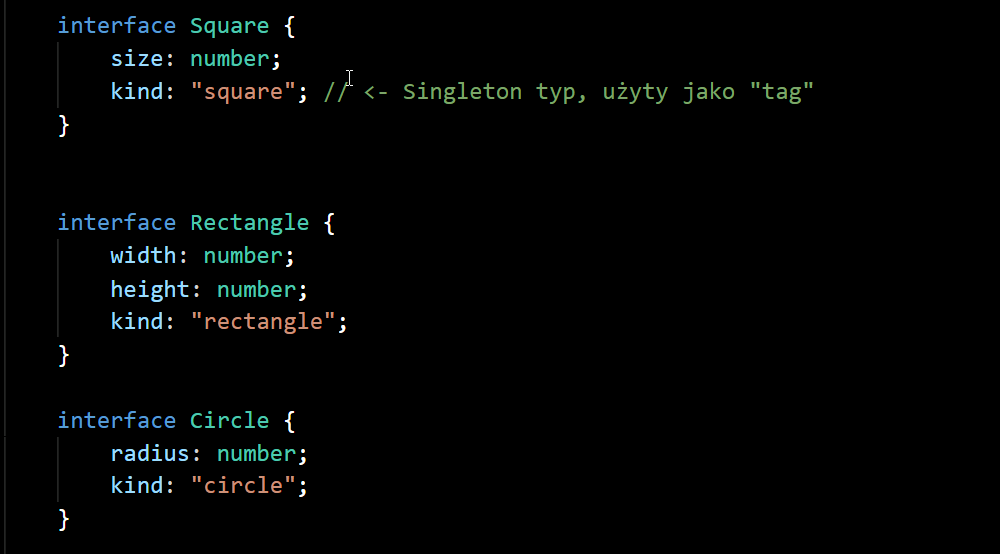 interface Square {
size: number;
kind: "square"; // <- Singleton typ, użyty jako "tag"
}
interface Rectangle {
width: number;
height: number;
kind: "rectangle";
}
interface Circle {
radius: number;
kind: "circle";
}